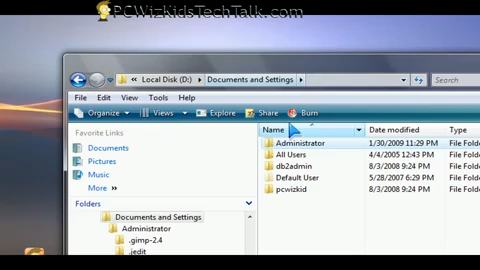 PCWizKidsTechTalk.com
« Local Disk (D:) Documents and Settings Search
File Edit View Tools Help
Organize Views Explore Share Burn
Favorite Links
Documents
Pictures
Music
More »
Folders
Documents and Settings
Administrator
.gimp-2.4
.jedit
Name Date modified Type
Administrator 1/30/2009 11:29 PM File Folde
All Users 4/4/2005 12:43 PM File Folde
db2admin 8/3/2008 9:24 PM File Folde
Default User 5/28/2007 6:29 PM File Folde
pcwizkid 8/3/2008 9:24 PM File Folde